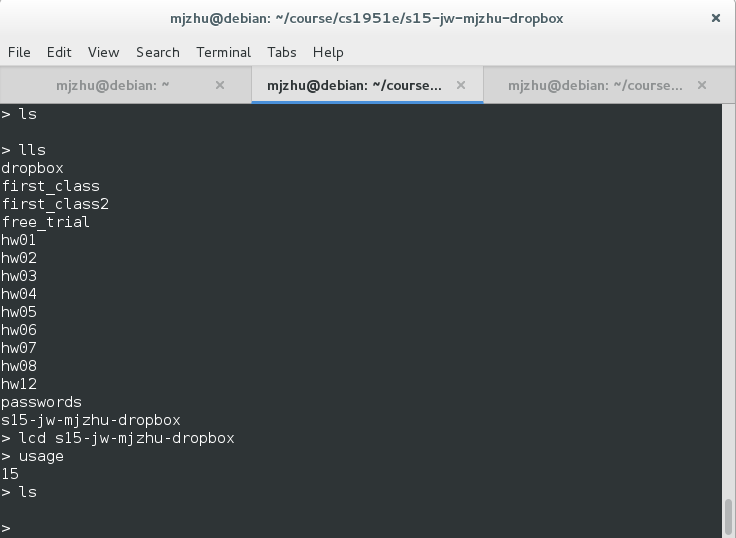 mjzhu@debian: ~/course/cs1951e/s15-jw-mjzhu-dropbox ×
File Edit View Search Terminal Tabs Help
mjzhu@debian: ~ × mjzhu@debian: ~/course... × mjzhu@debian: ~/course... ×
> ls
> lls
dropbox
first_class
first_class2
free_trial
hw01
hw02
hw03
hw04
hw05
hw06
hw07
hw08
hw12
passwords
s15-jw-mjzhu-dropbox
> lcd s15-jw-mjzhu-dropbox
> usage
15
> ls
>